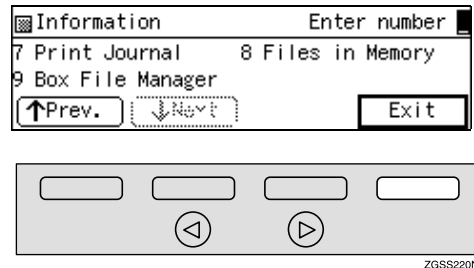 Information Enter number
7 Print Journal 8 Files in Memory
9 Box File Manager
↑Prev. ↓Next Exit
ZGSS220N